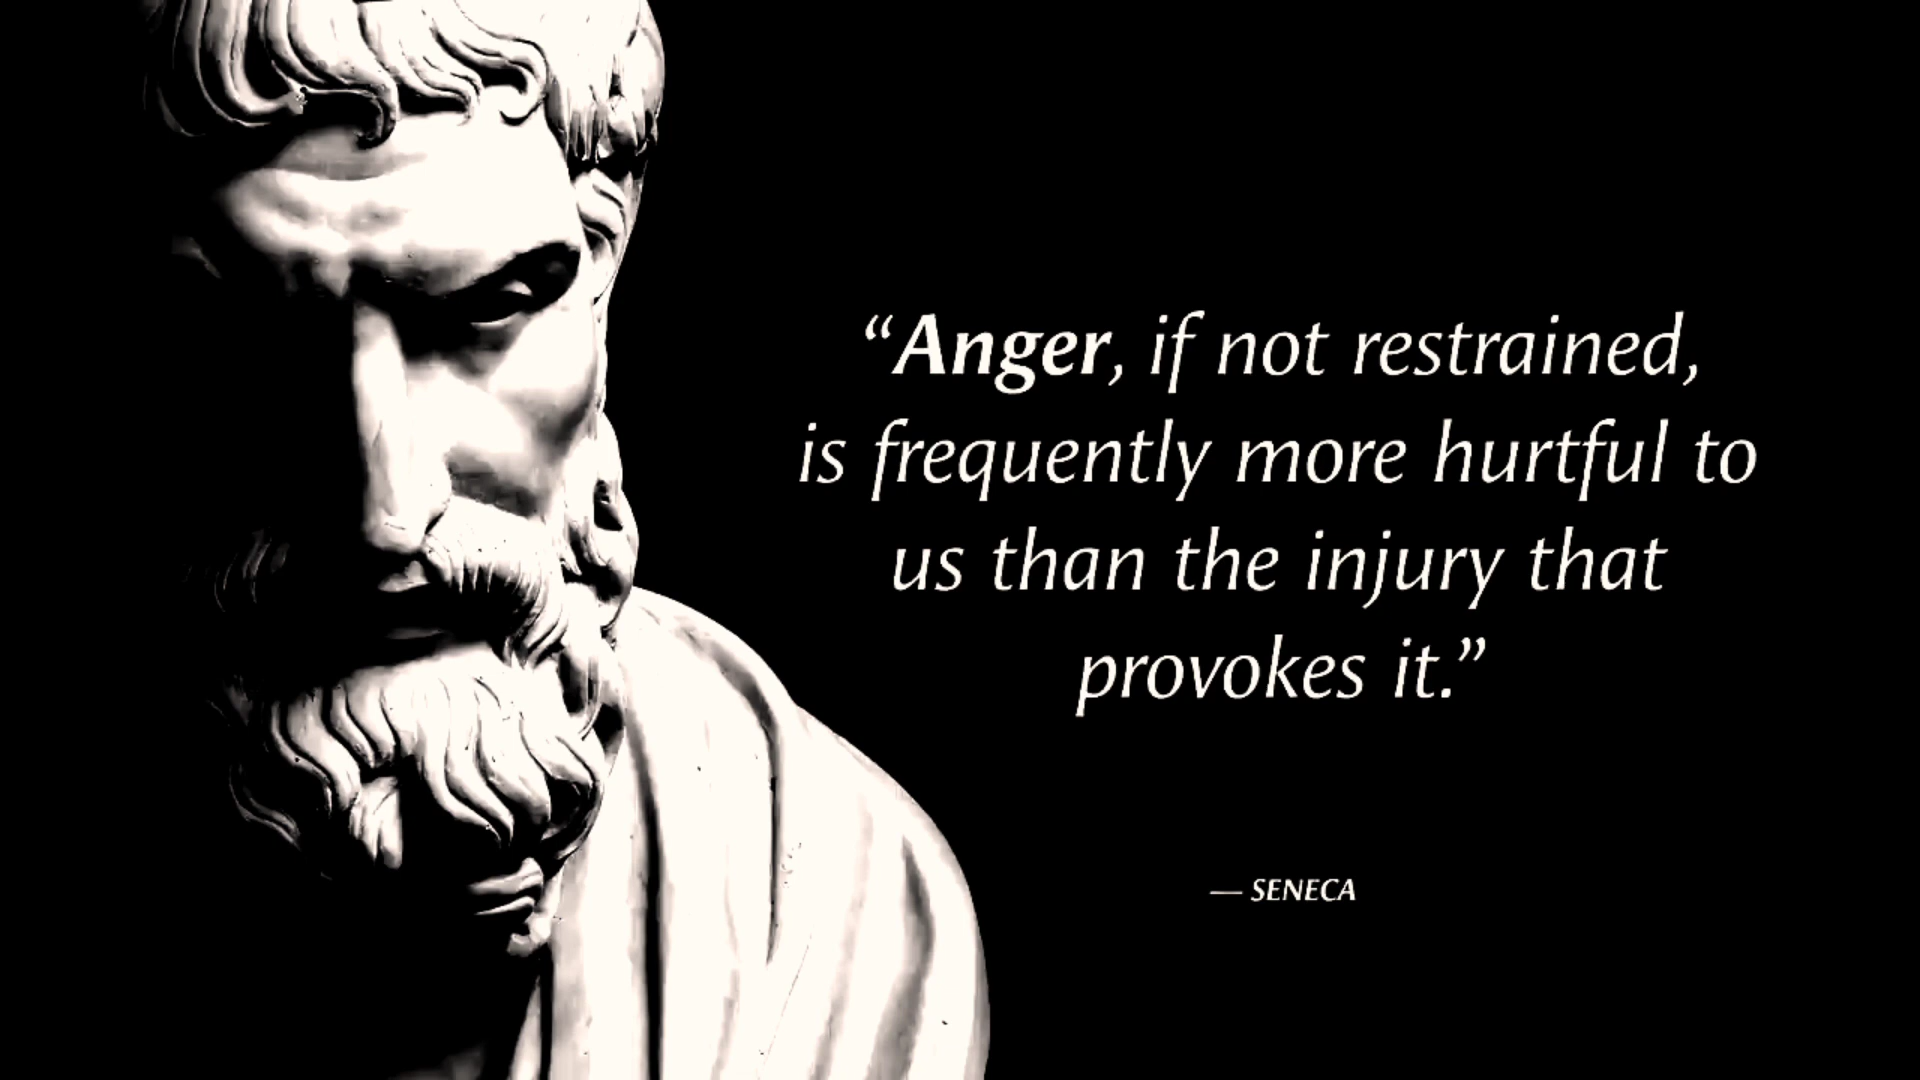 “Anger, if not restrained,
is frequently more hurtful to
us than the injury that
provokes it.”
— SENECA